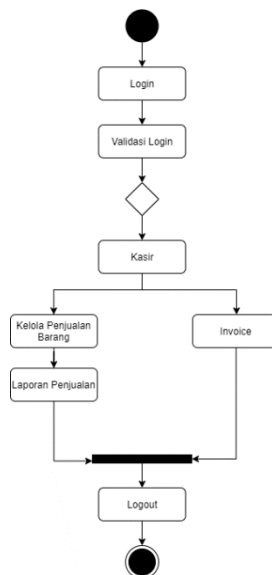 Login
Validasi Login
Kasir
Kelola Penjualan
Barang
Invoice
Laporan Penjualan
Logout